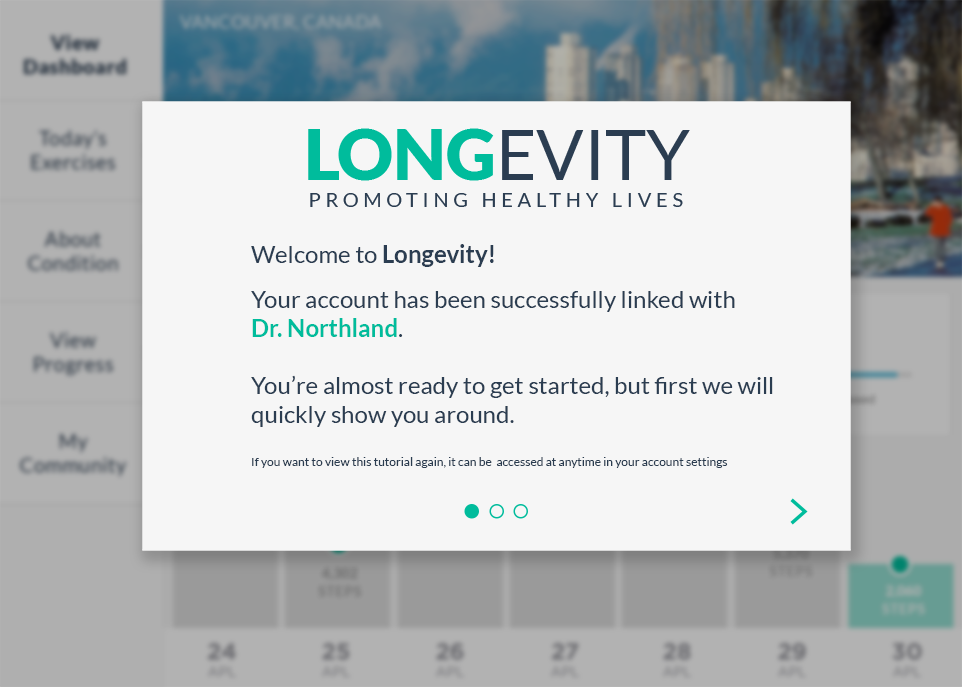 VANCOUVER, CANADA
View
Dashboard
Today's
Exercises
About
Condition
View
Progress
My
Community
LONGEVITY
PROMOTING HEALTHY LIVES
Welcome to Longevity!
Your account has been successfully linked with
Dr. Northland.
You’re almost ready to get started, but first we will
quickly show you around.
If you want to view this tutorial again, it can be accessed at anytime in your account settings
4,302
STEPS
STEPS
2,060
STEPS
24
APL
25
APL
26
APL
27
APL
28
APL
29
APL
30
APL